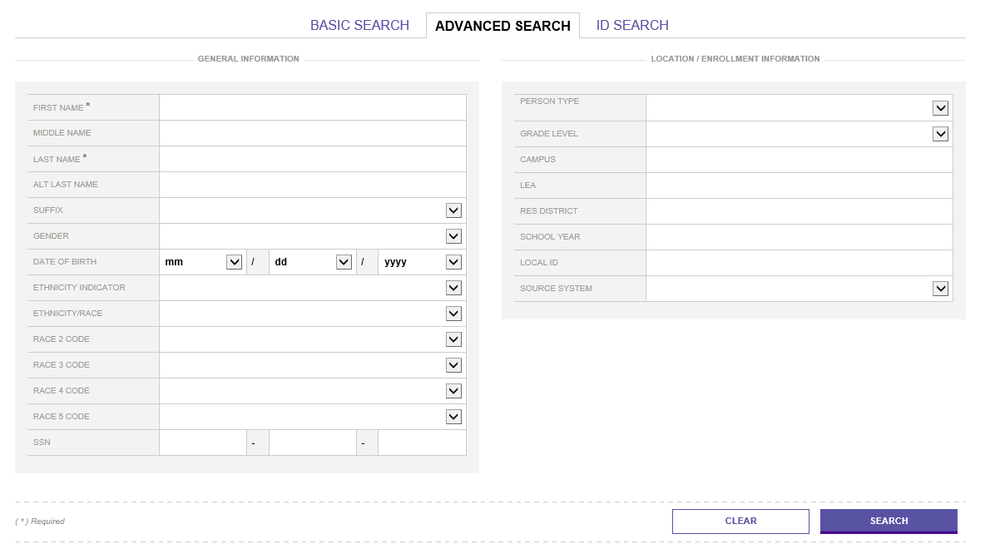 BASIC SEARCH ADVANCED SEARCH ID SEARCH
GENERAL INFORMATION
FIRST NAME *
MIDDLE NAME
LAST NAME *
ALT LAST NAME
SUFFIX
GENDER
DATE OF BIRTH mm / dd / yyyy
ETHNICITY INDICATOR
ETHNICITY/RACE
RACE 2 CODE
RACE 3 CODE
RACE 4 CODE
RACE 5 CODE
SSN - -
LOCATION / ENROLLMENT INFORMATION
PERSON TYPE
GRADE LEVEL
CAMPUS
LEA
RES DISTRICT
SCHOOL YEAR
LOCAL ID
SOURCE SYSTEM
( * ) Required
CLEAR SEARCH